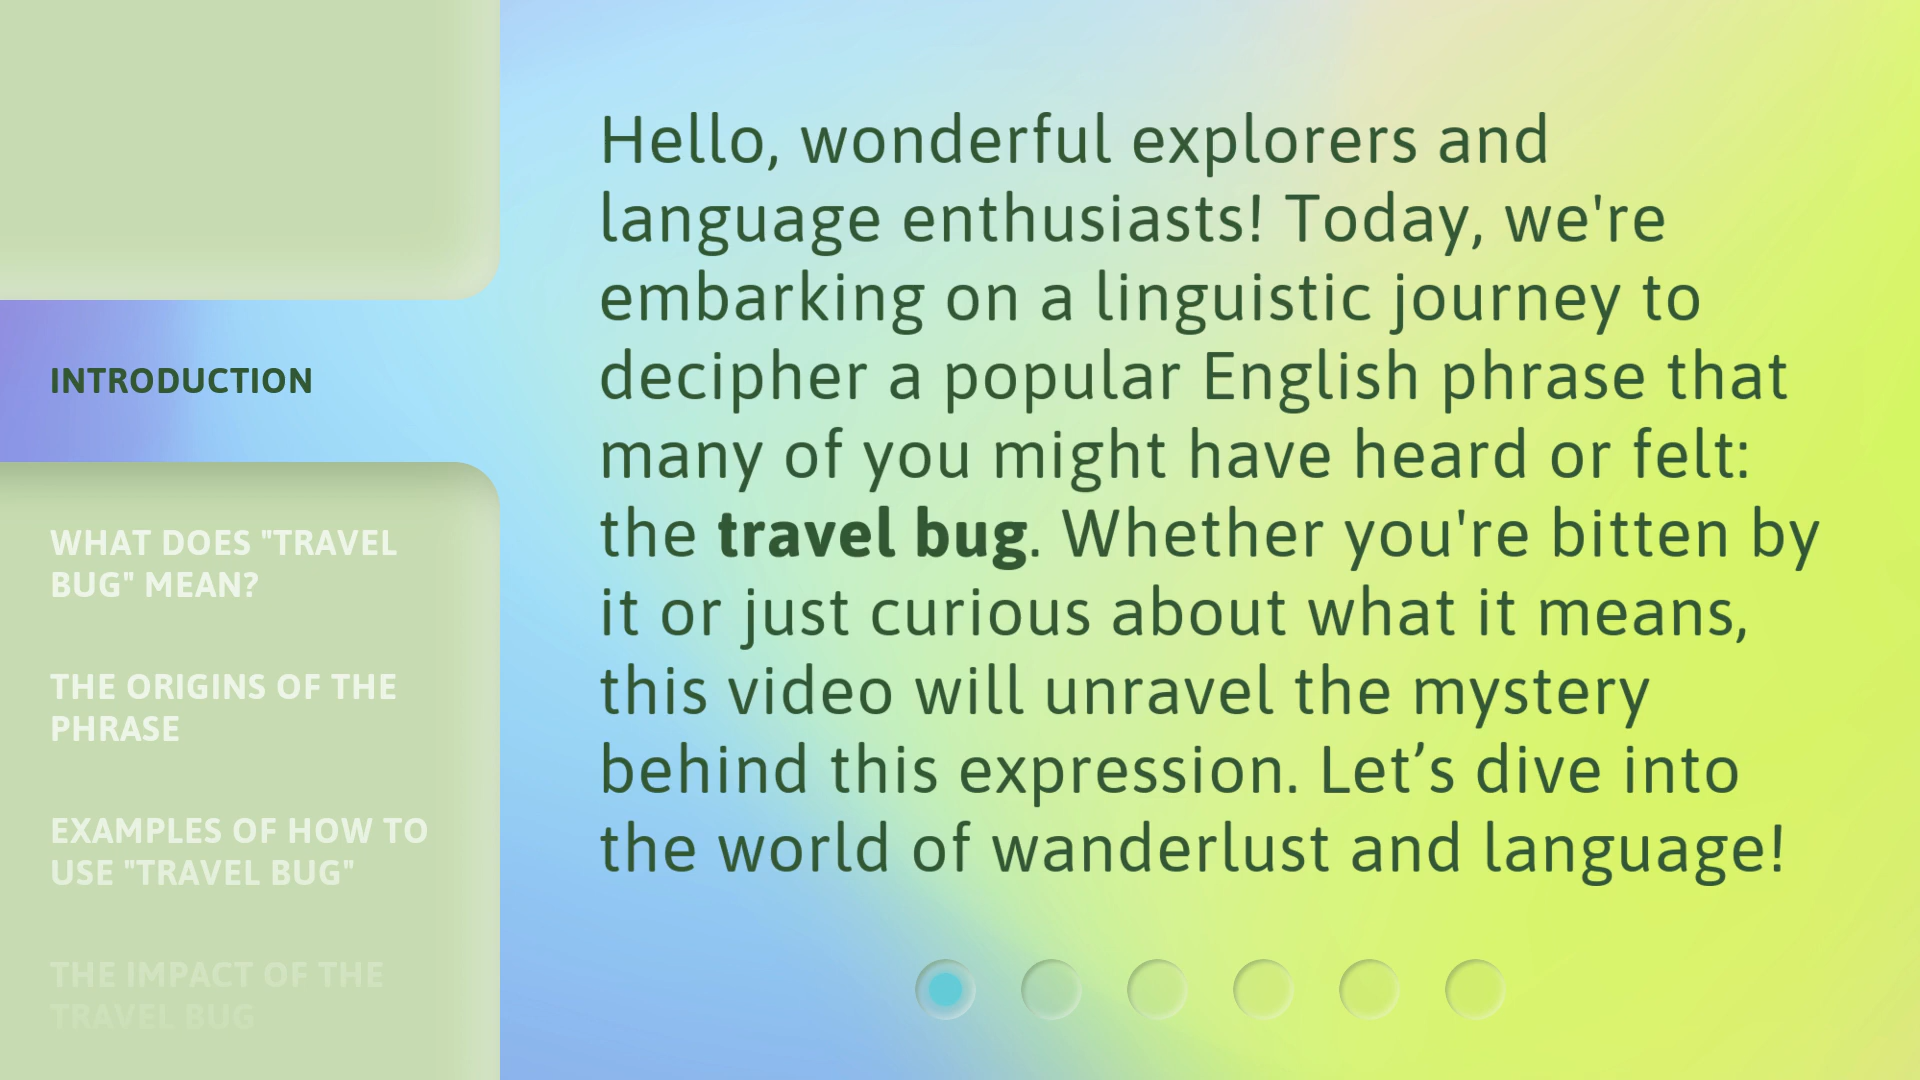 INTRODUCTION
WHAT DOES "TRAVEL
BUG" MEAN?
THE ORIGINS OF THE
PHRASE
EXAMPLES OF HOW TO
USE "TRAVEL BUG"
THE IMPACT OF THE
TRAVEL BUG
Hello, wonderful explorers and
language enthusiasts! Today, we're
embarking on a linguistic journey to
decipher a popular English phrase that
many of you might have heard or felt:
the travel bug. Whether you're bitten by
it or just curious about what it means,
this video will unravel the mystery
behind this expression. Let’s dive into
the world of wanderlust and language!